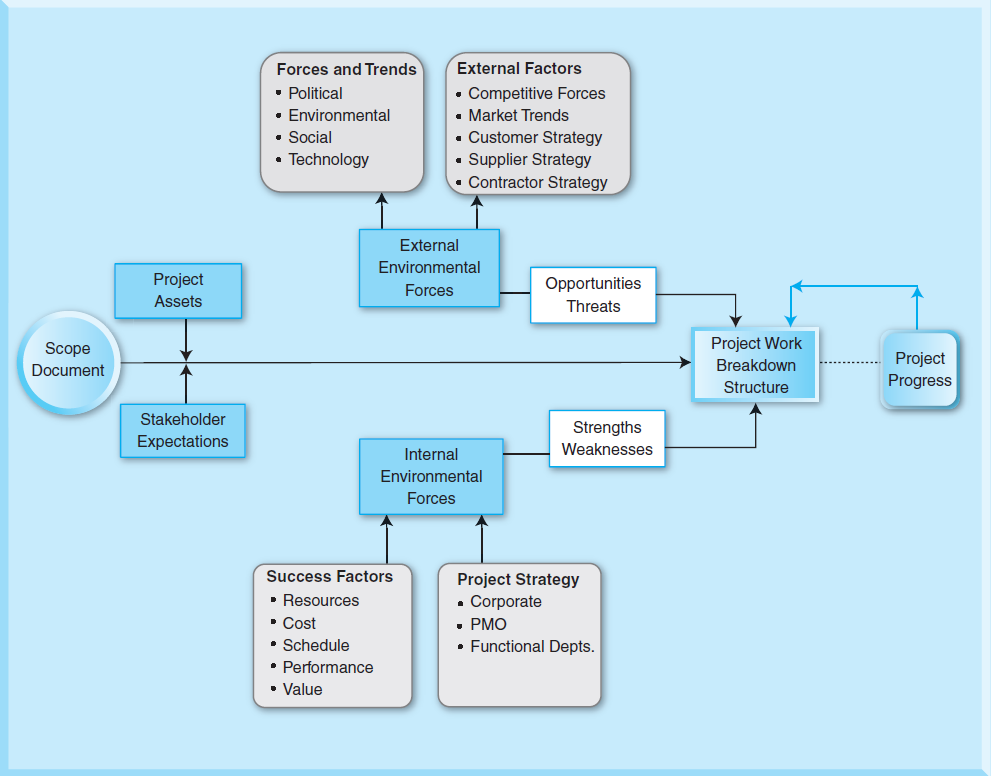 Forces and Trends
• Political
• Environmental
• Social
• Technology
External Factors
• Competitive Forces
• Market Trends
• Customer Strategy
• Supplier Strategy
• Contractor Strategy
External
Environmental
Forces
Opportunities
Threats
Project
Assets
Scope
Document
Stakeholder
Expectations
Project Work
Breakdown
Structure
Project
Progress
Internal
Environmental
Forces
Strengths
Weaknesses
Success Factors
• Resources
• Cost
• Schedule
• Performance
• Value
Project Strategy
• Corporate
• PMO
• Functional Depts.